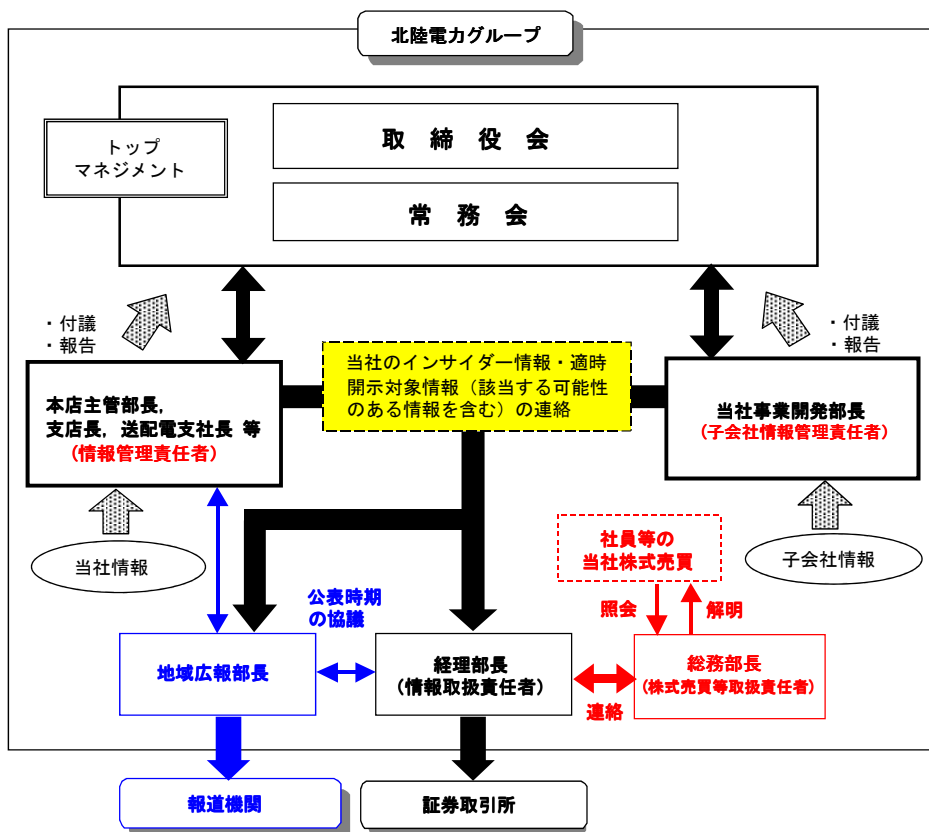 北陸電力グループ
トップ
マネジメント
取締役会
常務会
・付議
・報告
・付議
・報告
当社のインサイダー情報・適時
開示対象情報（該当する可能性
のある情報を含む）の連絡
本店主管部長，
支店長，送配電支社長 等
（情報管理責任者）
当社事業開発部長
（子会社情報管理責任者）
当社情報
子会社情報
社員等の
当社株式売買
照会
解明
公表時期
の協議
地域広報部長
経理部長
（情報取扱責任者）
総務部長
（株式売買等取扱責任者）
連絡
報道機関
証券取引所